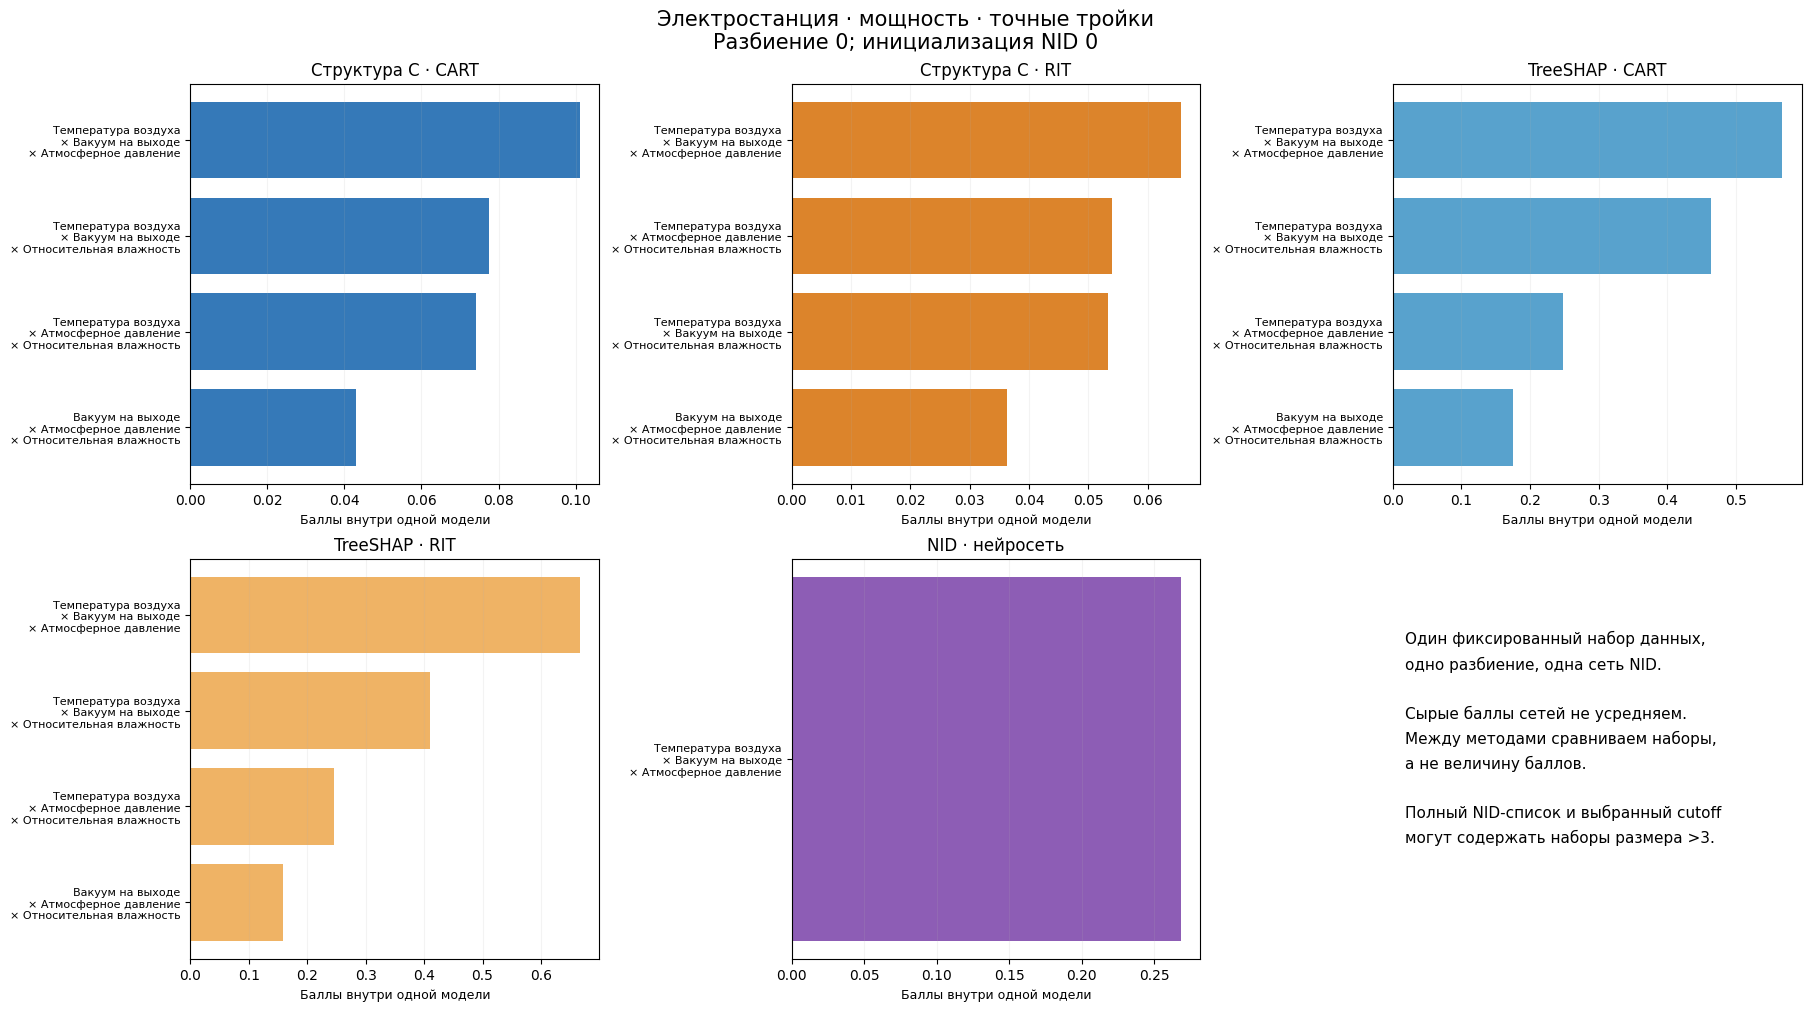 Электростанция · мощность · точные тройки
Разбиение 0; инициализация NID 0
Структура C · CART
Температура воздуха
× Вакуум на выходе
× Атмосферное давление
Температура воздуха
× Вакуум на выходе
× Относительная влажность
Температура воздуха
× Атмосферное давление
× Относительная влажность
Вакуум на выходе
× Атмосферное давление
× Относительная влажность
0.00 0.02 0.04 0.06 0.08 0.10
Баллы внутри одной модели
Структура C · RIT
Температура воздуха
× Вакуум на выходе
× Атмосферное давление
Температура воздуха
× Атмосферное давление
× Относительная влажность
Температура воздуха
× Вакуум на выходе
× Относительная влажность
Вакуум на выходе
× Атмосферное давление
× Относительная влажность
0.00 0.01 0.02 0.03 0.04 0.05 0.06
Баллы внутри одной модели
TreeSHAP · CART
Температура воздуха
× Вакуум на выходе
× Атмосферное давление
Температура воздуха
× Вакуум на выходе
× Относительная влажность
Температура воздуха
× Атмосферное давление
× Относительная влажность
Вакуум на выходе
× Атмосферное давление
× Относительная влажность
0.0 0.1 0.2 0.3 0.4 0.5
Баллы внутри одной модели
TreeSHAP · RIT
Температура воздуха
× Вакуум на выходе
× Атмосферное давление
Температура воздуха
× Вакуум на выходе
× Относительная влажность
Температура воздуха
× Атмосферное давление
× Относительная влажность
Вакуум на выходе
× Атмосферное давление
× Относительная влажность
0.0 0.1 0.2 0.3 0.4 0.5 0.6
Баллы внутри одной модели
NID · нейросеть
Температура воздуха
× Вакуум на выходе
× Атмосферное давление
0.00 0.05 0.10 0.15 0.20 0.25
Баллы внутри одной модели
Один фиксированный набор данных,
одно разбиение, одна сеть NID.
Сырые баллы сетей не усредняем.
Между методами сравниваем наборы,
а не величину баллов.
Полный NID-список и выбранный cutoff
могут содержать наборы размера >3.